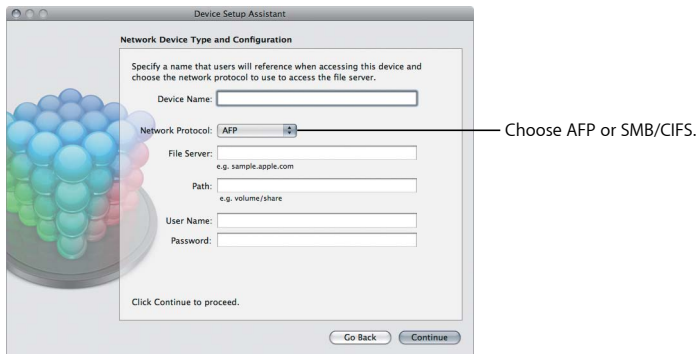 Device Setup Assistant
Network Device Type and Configuration
Specify a name that users will reference when accessing this device and
choose the network protocol to use to access the file server.
Device Name:
Network Protocol: AFP
Choose AFP or SMB/CIFS.
File Server:
e.g. sample.apple.com
Path:
e.g. volume/share
User Name:
Password:
Click Continue to proceed.
Go Back Continue